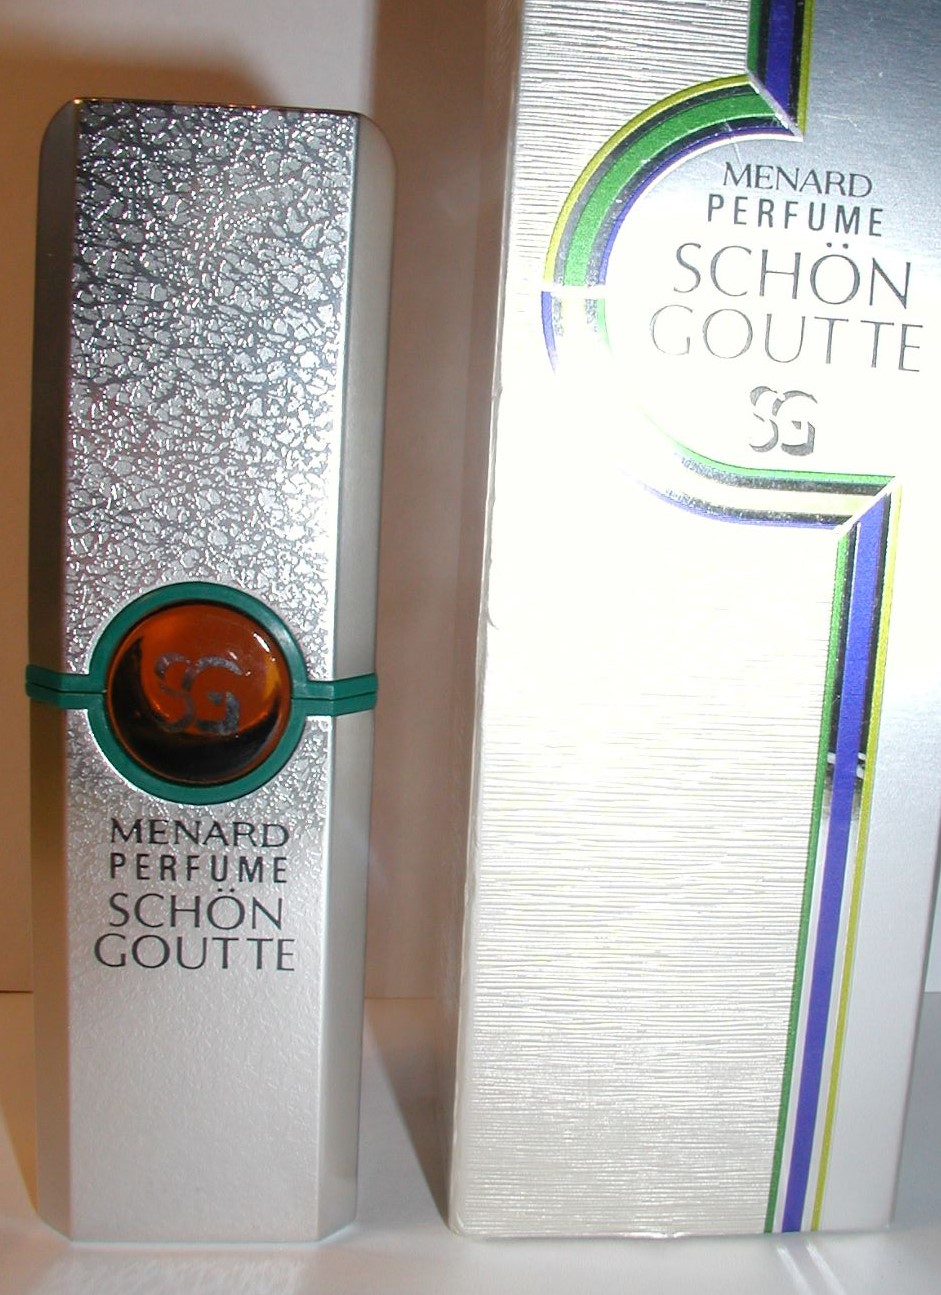 SG
MENARD
PERFUME
SCHÖN
GOUTTE
MENARD
PERFUME
SCHÖN
GOUTTE
SG